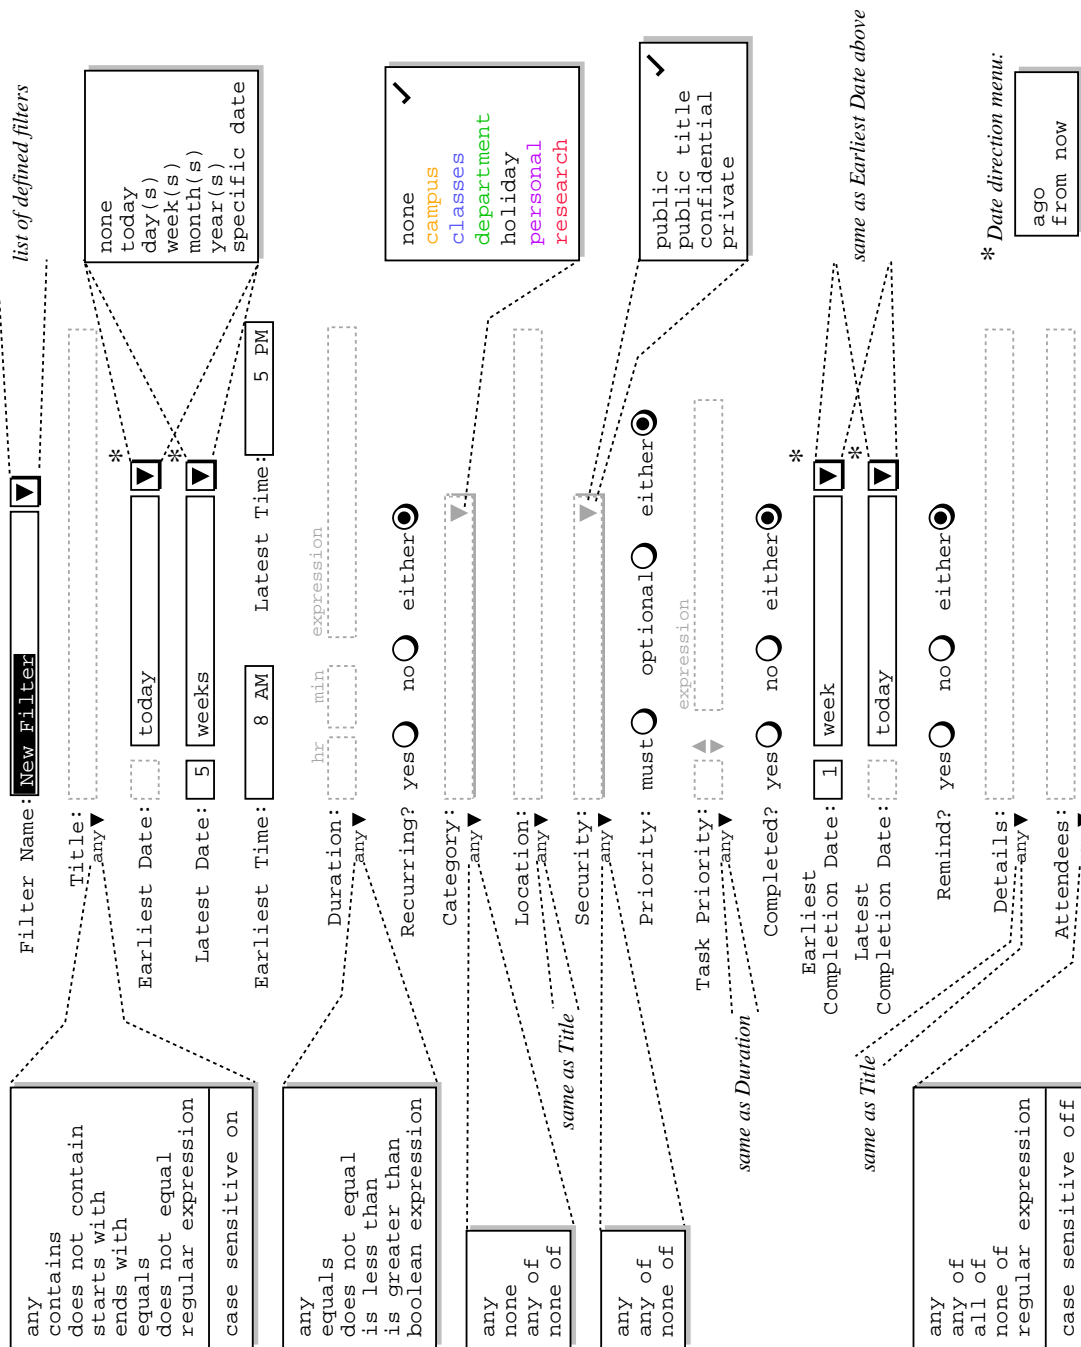 list of defined filters
Filter Name: New Filter
Title:
any
any
contains
does not contain
starts with
ends with
equals
does not equal
regular expression
case sensitive on
Earliest Date: today *
Latest Date: 5 weeks *
none
today
day(s)
week(s)
month(s)
year(s)
specific date
Earliest Time: 8 AM Latest Time: 5 PM
hr min expression
Duration:
any
any
equals
does not equal
is less than
is greater than
boolean expression
Recurring? yes no either
Category:
any
any
none
any of
none of
none
campus
classes
department
holiday
personal
research
Location:
any
same as Title
Security:
any
any
any of
none of
public
public title
confidential
private
Priority: must optional either
expression
Task Priority:
any
same as Duration
Completed? yes no either
Earliest
Completion Date: 1 week *
Latest
Completion Date: today *
same as Earliest Date above
Remind? yes no either
Details:
any
same as Title
* Date direction menu:
ago
from now
Attendees:
any
any of
all of
none of
regular expression
case sensitive off